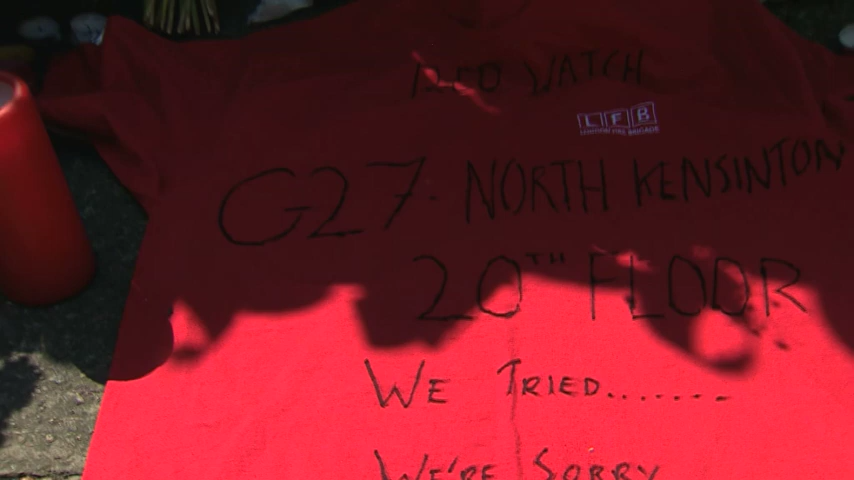 RED WATCH
LFB
LONDON FIRE BRIGADE
G27- NORTH KENSINTON
20TH FLOOR
WE TRIED........
WE'RE SORRY